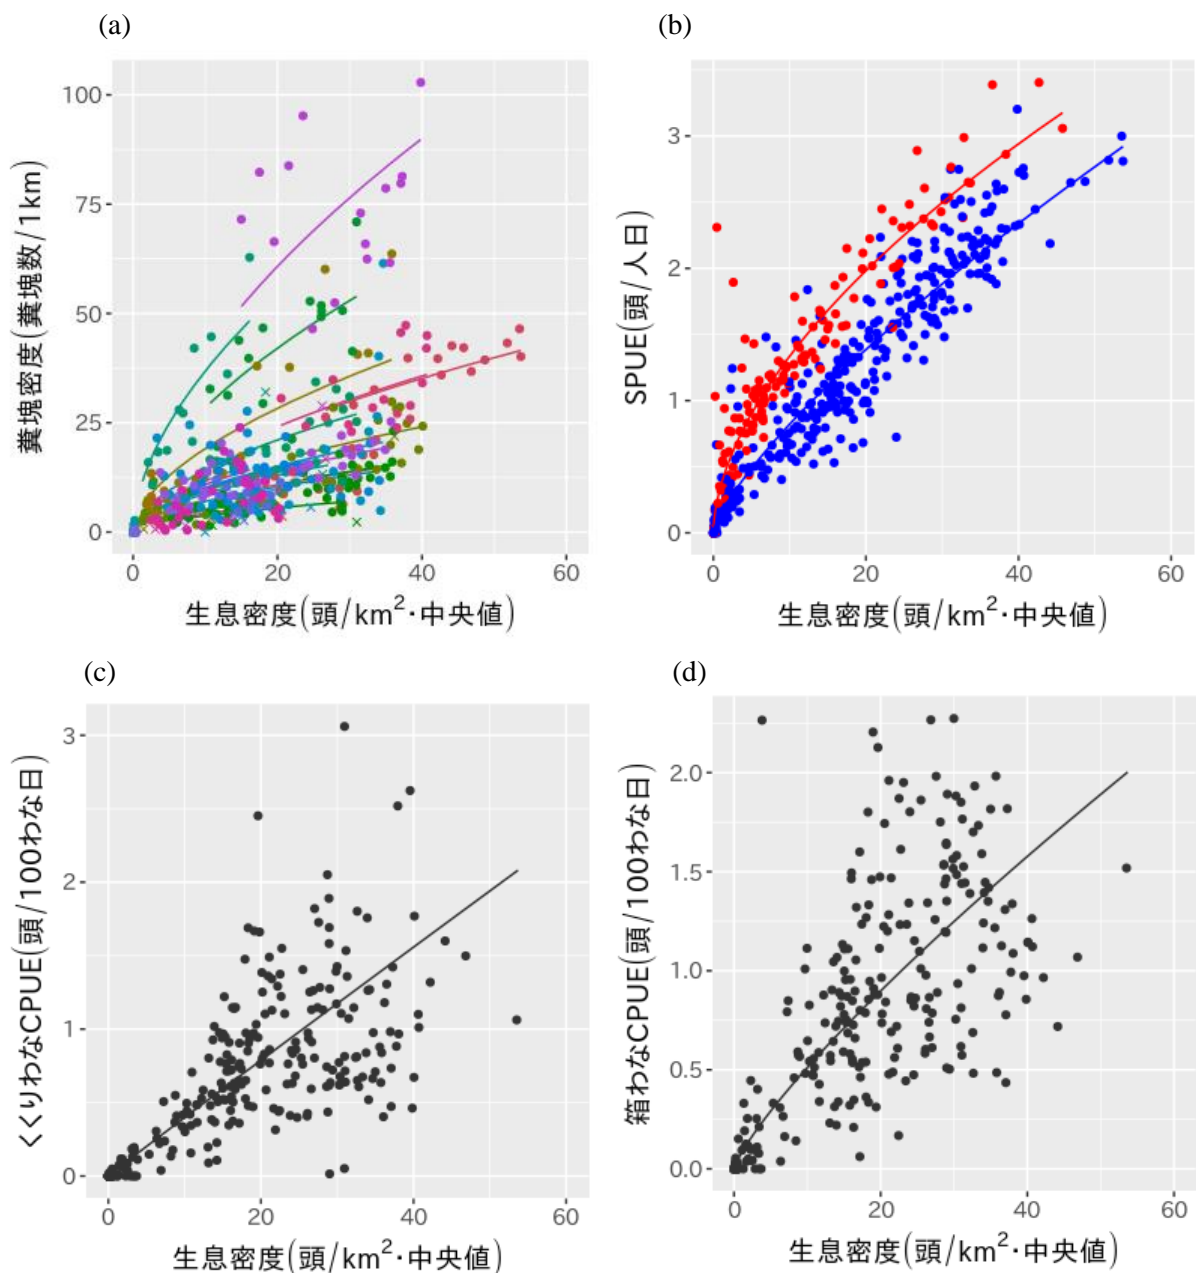 (a)
100
75
50
25
0
0 20 40 60
糞塊密度(糞塊数/1km)
生息密度(頭/km²·中央値)
(b)
3
2
1
0
0 20 40 60
SPUE(頭/人日)
生息密度(頭/km²·中央値)
(c)
3
2
1
0
0 20 40 60
くくりわなCPUE(頭/100わな日)
生息密度(頭/km²·中央値)
(d)
2.0
1.5
1.0
0.5
0.0
0 20 40 60
箱わなCPUE(頭/100わな日)
生息密度(頭/km²·中央値)